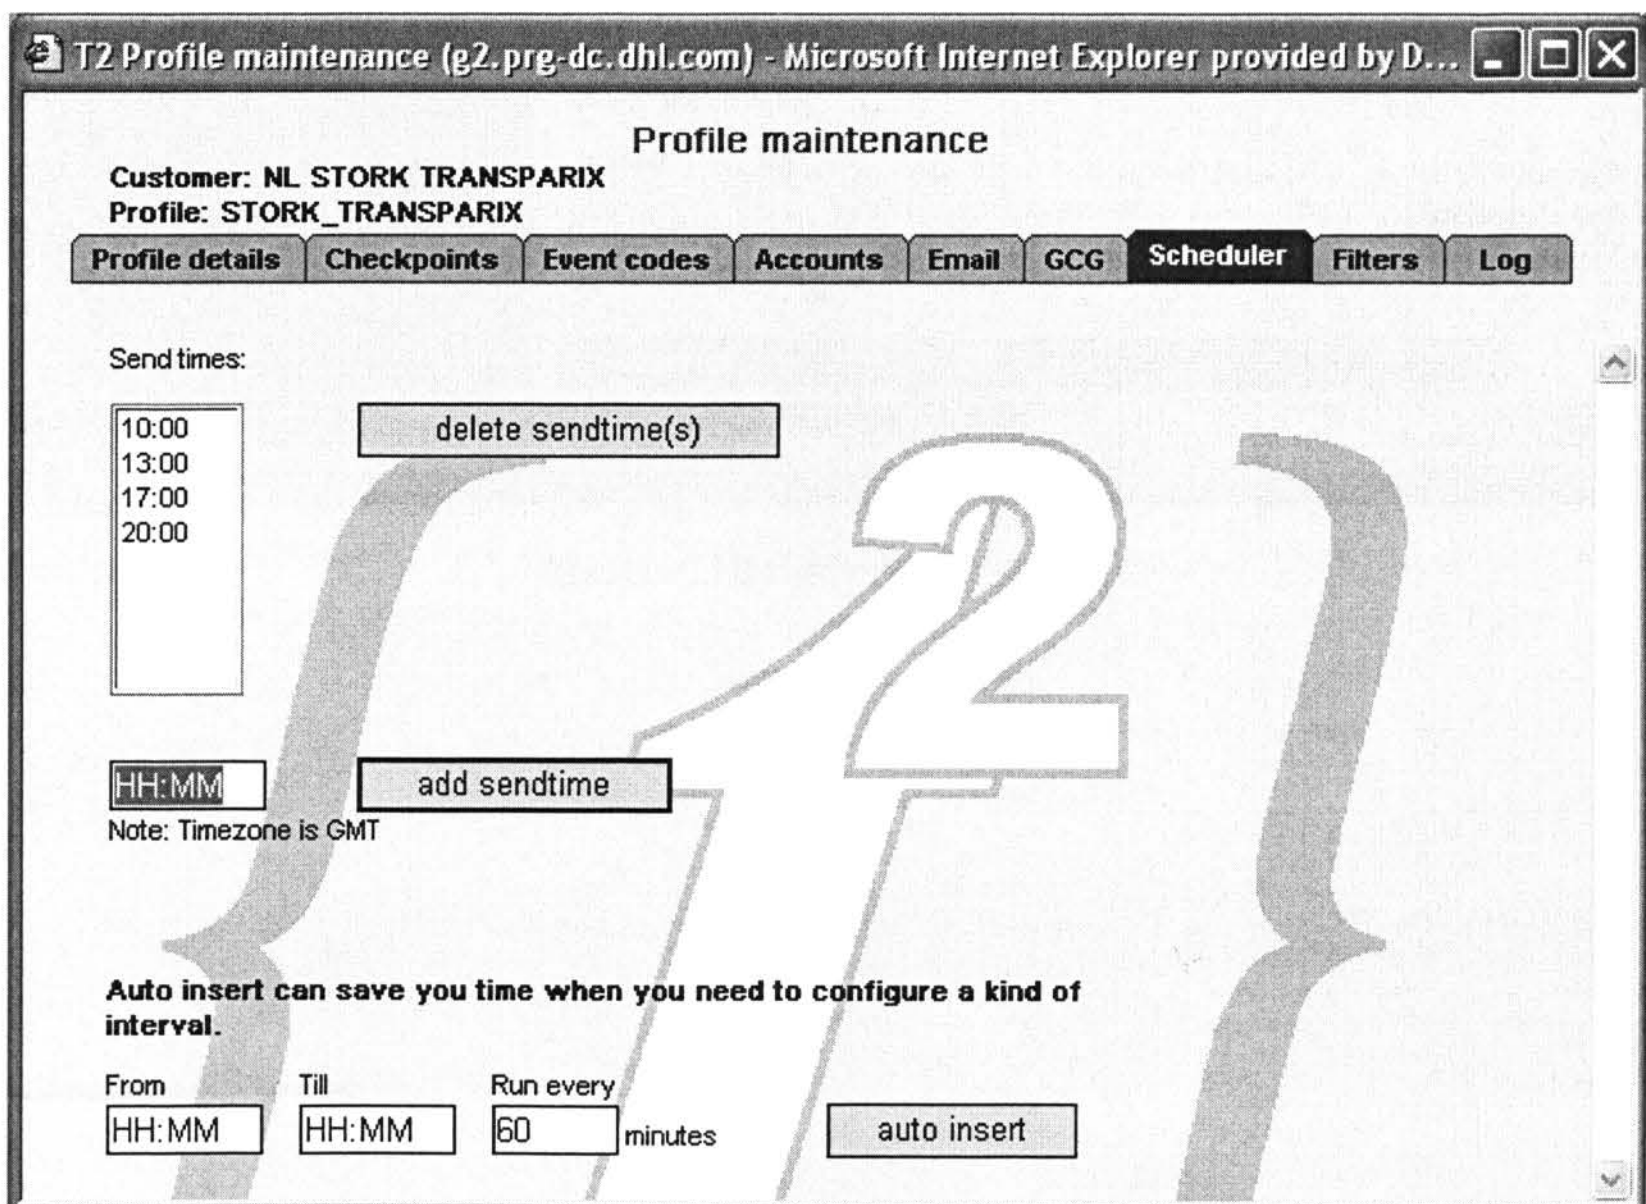 T2 Profile maintenance (g2.prg-dc.dhl.com) - Microsoft Internet Explorer provided by D...
Profile maintenance
Customer: NL STORK TRANSPARIX
Profile: STORK_TRANSPARIX
Profile details Checkpoints Event codes Accounts Email GCG Scheduler Filters Log
Send times:
10:00 delete sendtime(s)
13:00
17:00
20:00
T2
HH:MM add sendtime
Note: Timezone is GMT
Auto insert can save you time when you need to configure a kind of
interval.
From Till Run every
HH:MM HH:MM 60 minutes auto insert